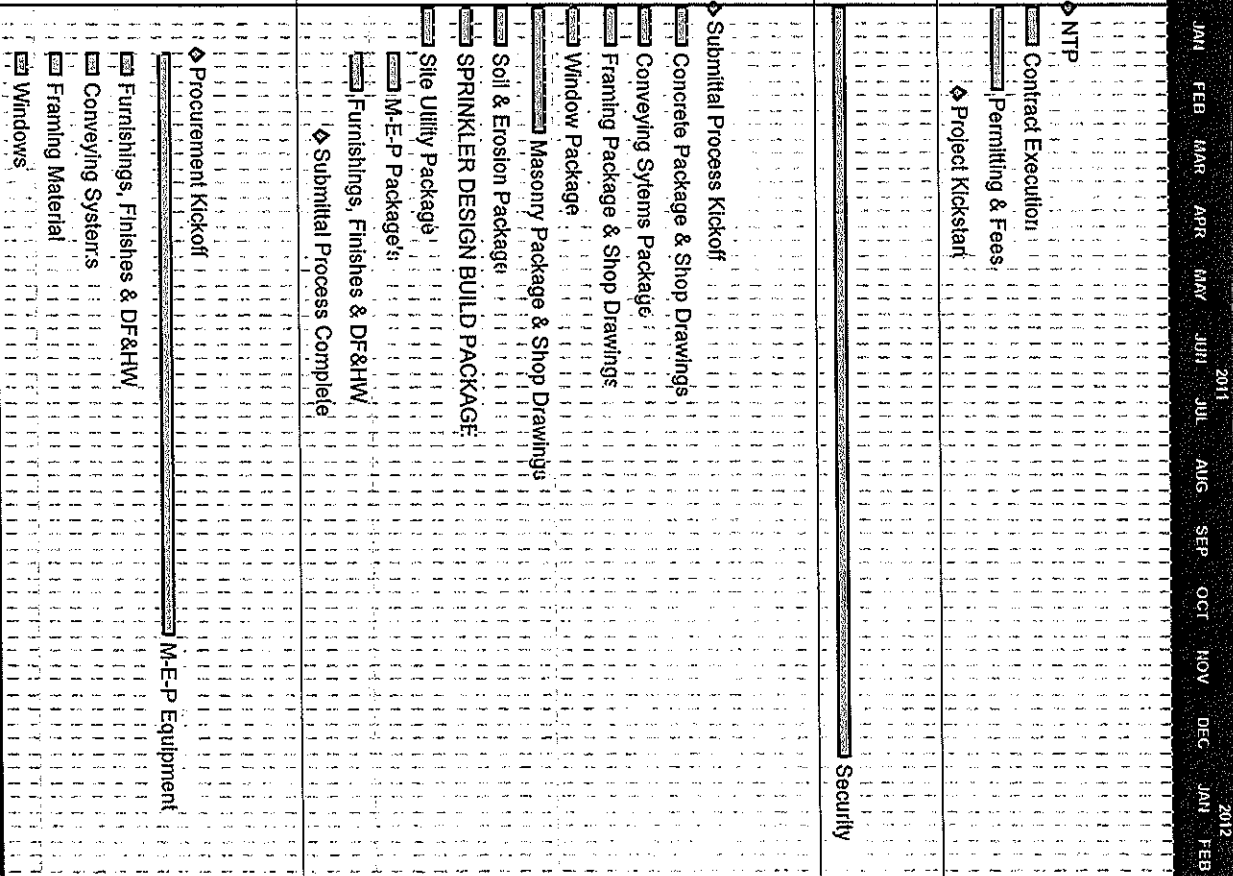 2011 2012
JAN FEB MAR APR MAY JUN JUL AUG SEP OCT NOV DEC JAN FEB
NTP
Contract Execution
Permitting & Fees
Project Kickstart
Security
Submittal Process Kickoff
Concrete Package & Shop Drawings
Conveying Sytems Package
Framing Package & Shop Drawings
Window Package
Masonry Package & Shop Drawings
Soil & Erosion Package
SPRINKLER DESIGN BUILD PACKAGE
Site Utility Package
M-E-P Package's
Furnishings, Finishes & DF&HW
Submittal Process Complete
Procurement Kickoff
M-E-P Equipment
Furnishings, Finishes & DF&HW
Conveying Systems
Framing Material
Windows